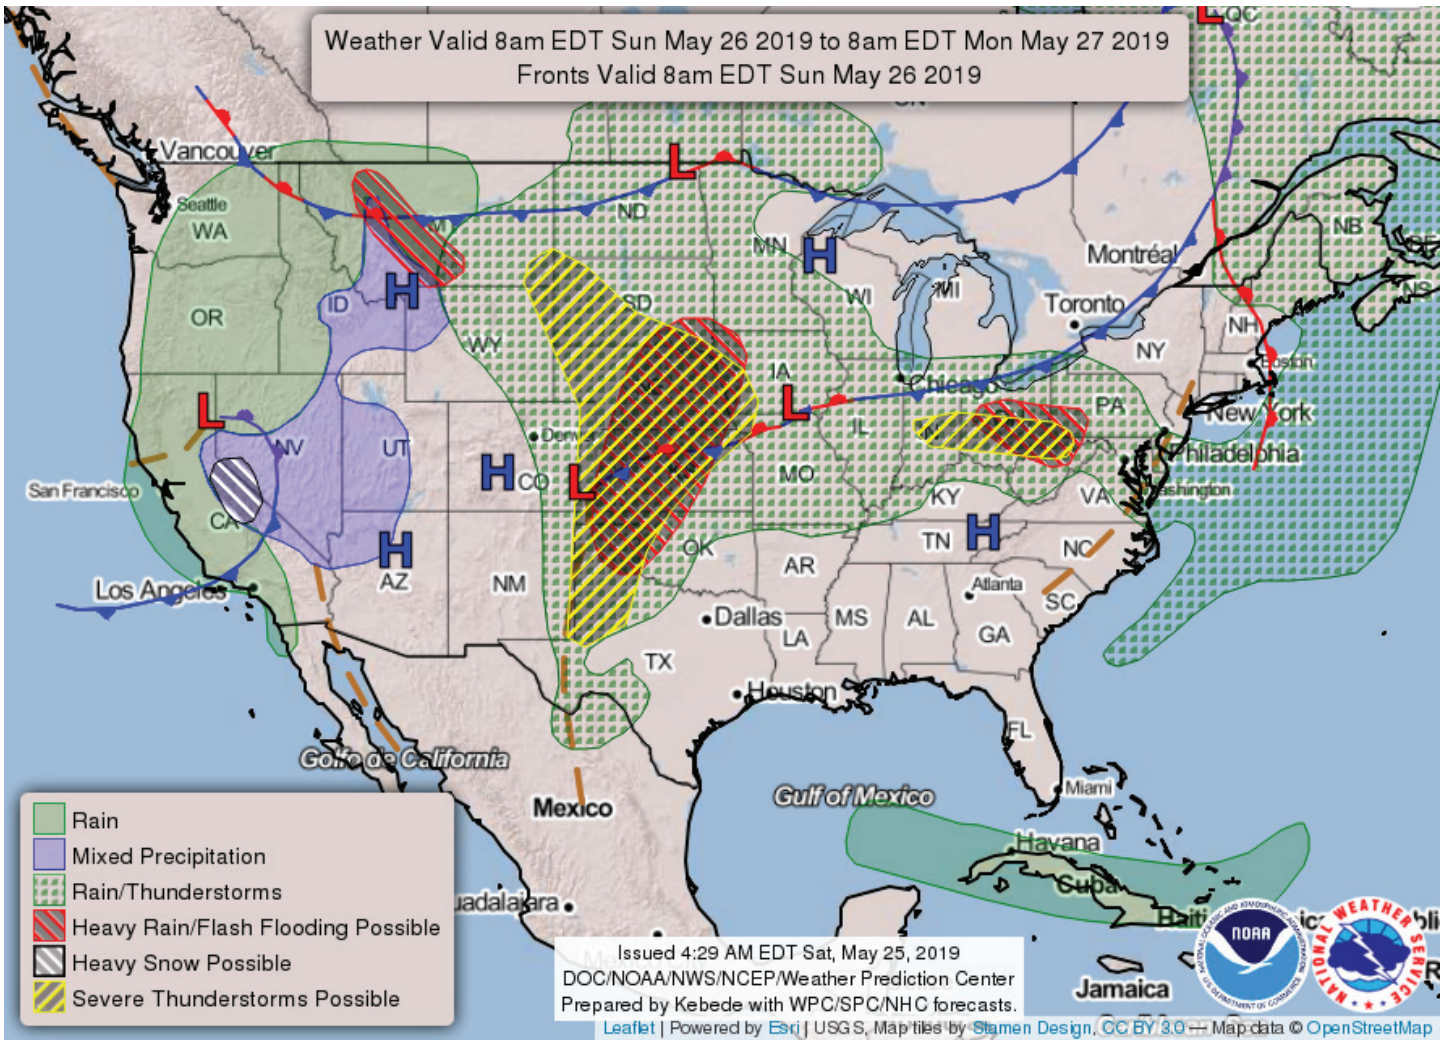 Weather Valid 8am EDT Sun May 26 2019 to 8am EDT Mon May 27 2019
Fronts Valid 8am EDT Sun May 26 2019
L
QC
Vancouver
Seattle
WA
L
ND
MN
H
Montréal
NB
NS
OR
ID
H
WY
SD
WI
MI
Toronto
NH
NY
Boston
IA
Chicago
PA
New York
L
L
NV
UT
Denver
IL
Philadelphia
San Francisco
H
CO
L
MO
KY
VA
Washington
CA
H
OK
TN
H
NC
Los Angeles
AZ
NM
AR
Atlanta
SC
Dallas
LA
MS
AL
GA
TX
Houston
FL
Golfo de California
Gulf of Mexico
Miami
Mexico
Havana
Cuba
Haiti
Jamaica
Rain
Mixed Precipitation
Rain/Thunderstorms
Heavy Rain/Flash Flooding Possible
Heavy Snow Possible
Severe Thunderstorms Possible
Issued 4:29 AM EDT Sat, May 25, 2019
DOC/NOAA/NWS/NCEP/Weather Prediction Center
Prepared by Kebede with WPC/SPC/NHC forecasts.
NOAA
NATIONAL WEATHER SERVICE
Leaflet | Powered by Esri | USGS, Map tiles by Stamen Design, CC BY 3.0 — Map data © OpenStreetMap